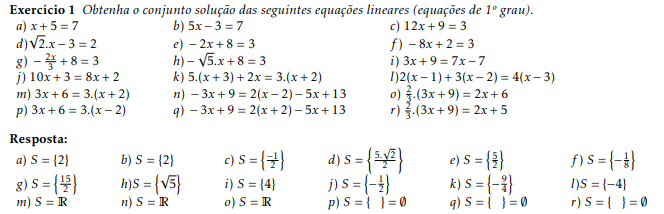 Exercício 1 Obtenha o conjunto solução das seguintes equações lineares (equações de 1º grau).
a) x + 5 = 7 b) 5x − 3 = 7 c) 12x + 9 = 3
d) √2.x − 3 = 2 e) − 2x + 8 = 3 f) − 8x + 2 = 3
g) − 2x/3 + 8 = 3 h) − √5.x + 8 = 3 i) 3x + 9 = 7x − 7
j) 10x + 3 = 8x + 2 k) 5.(x + 3) + 2x = 3.(x + 2) l) 2(x − 1) + 3(x − 2) = 4(x − 3)
m) 3x + 6 = 3.(x + 2) n) − 3x + 9 = 2(x − 2) − 5x + 13 o) 2/3.(3x + 9) = 2x + 6
p) 3x + 6 = 3.(x − 2) q) − 3x + 9 = 2(x + 2) − 5x + 13 r) 2/3.(3x + 9) = 2x + 5
Resposta:
a) S = {2} b) S = {2} c) S = {−1/2} d) S = {5.√2/2} e) S = {5/2} f) S = {−1/8}
g) S = {15/2} h) S = {√5} i) S = {4} j) S = {−1/2} k) S = {−9/4} l) S = {−4}
m) S = ℝ n) S = ℝ o) S = ℝ p) S = { } = ∅ q) S = { } = ∅ r) S = { } = ∅